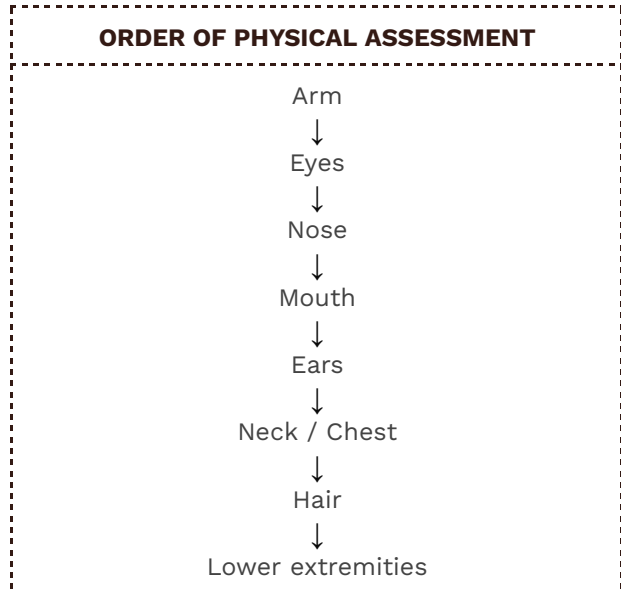 ORDER OF PHYSICAL ASSESSMENT
Arm
↓
Eyes
↓
Nose
↓
Mouth
↓
Ears
↓
Neck / Chest
↓
Hair
↓
Lower extremities